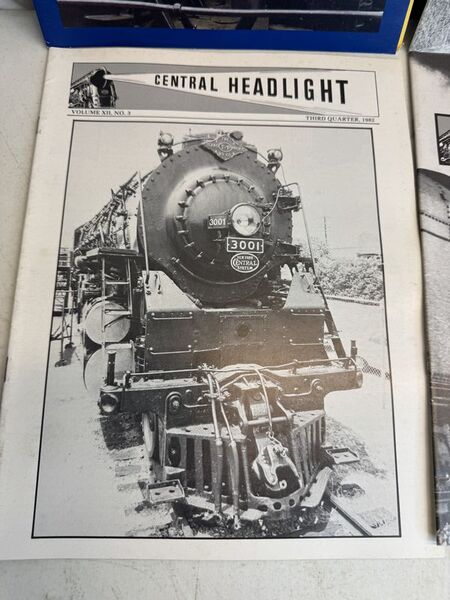 CENTRAL HEADLIGHT
VOLUME XII, NO. 3
THIRD QUARTER, 1982
3001
3001
NEW YORK
CENTRAL
SYSTEM